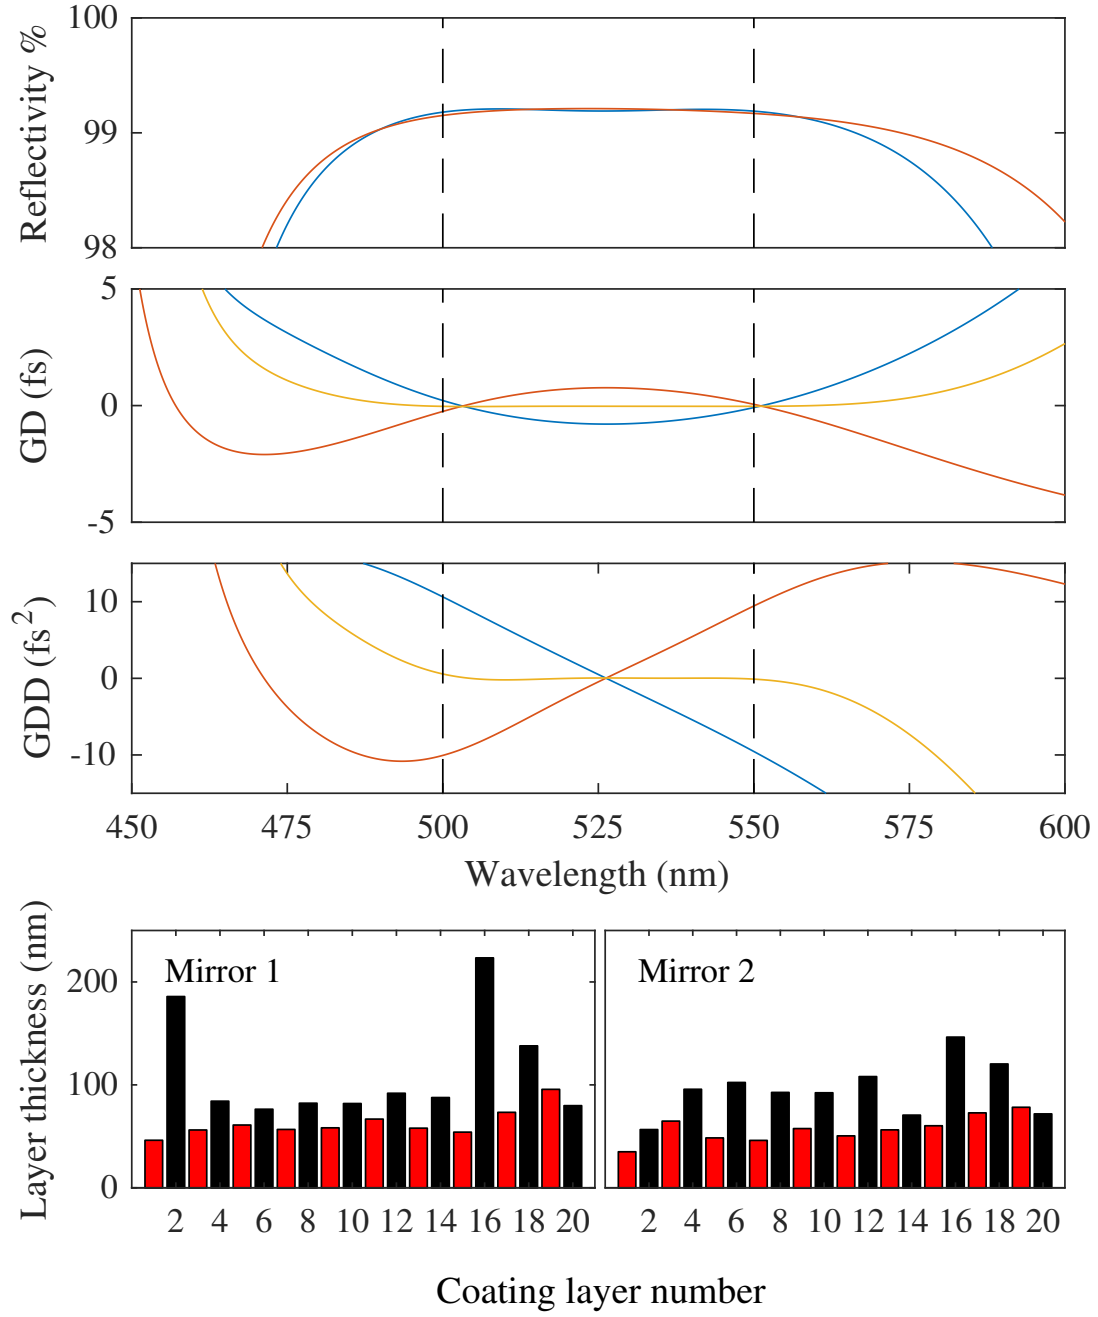 100
99
98
Reflectivity %
5
0
-5
GD (fs)
10
0
-10
GDD (fs²)
450 475 500 525 550 575 600
Wavelength (nm)
200
100
0
Layer thickness (nm)
Mirror 1 Mirror 2
2 4 6 8 10 12 14 16 18 20 2 4 6 8 10 12 14 16 18 20
Coating layer number